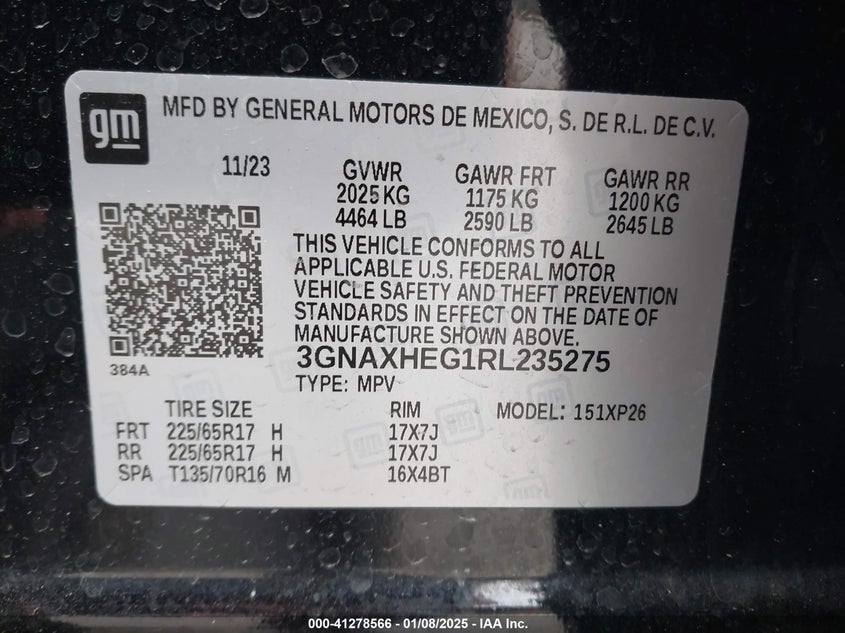 gm
MFD BY GENERAL MOTORS DE MEXICO, S. DE R.L. DE C.V.
11/23 GVWR GAWR FRT GAWR RR
2025 KG 1175 KG 1200 KG
4464 LB 2590 LB 2645 LB
THIS VEHICLE CONFORMS TO ALL
APPLICABLE U.S. FEDERAL MOTOR
VEHICLE SAFETY AND THEFT PREVENTION
STANDARDS IN EFFECT ON THE DATE OF
MANUFACTURE SHOWN ABOVE.
384A
3GNAXHEG1RL235275
TYPE: MPV
TIRE SIZE RIM MODEL: 151XP26
FRT 225/65R17 H 17X7J
RR 225/65R17 H 17X7J
SPA T135/70R16 M 16X4BT
000-41278566 - 01/08/2025 - IAA Inc.